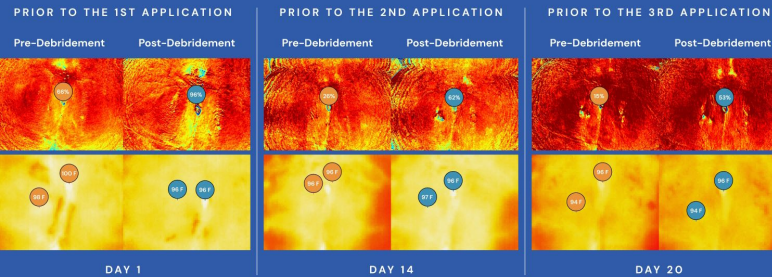 PRIOR TO THE 1ST APPLICATION
Pre-Debridement Post-Debridement
96%
100 F
98 F
96 F 96 F
DAY 1
PRIOR TO THE 2ND APPLICATION
Pre-Debridement Post-Debridement
26% 62%
96 F 96 F
97 F 96 F
DAY 14
PRIOR TO THE 3RD APPLICATION
Pre-Debridement Post-Debridement
15% 53%
96 F
94 F
96 F
94 F
DAY 20